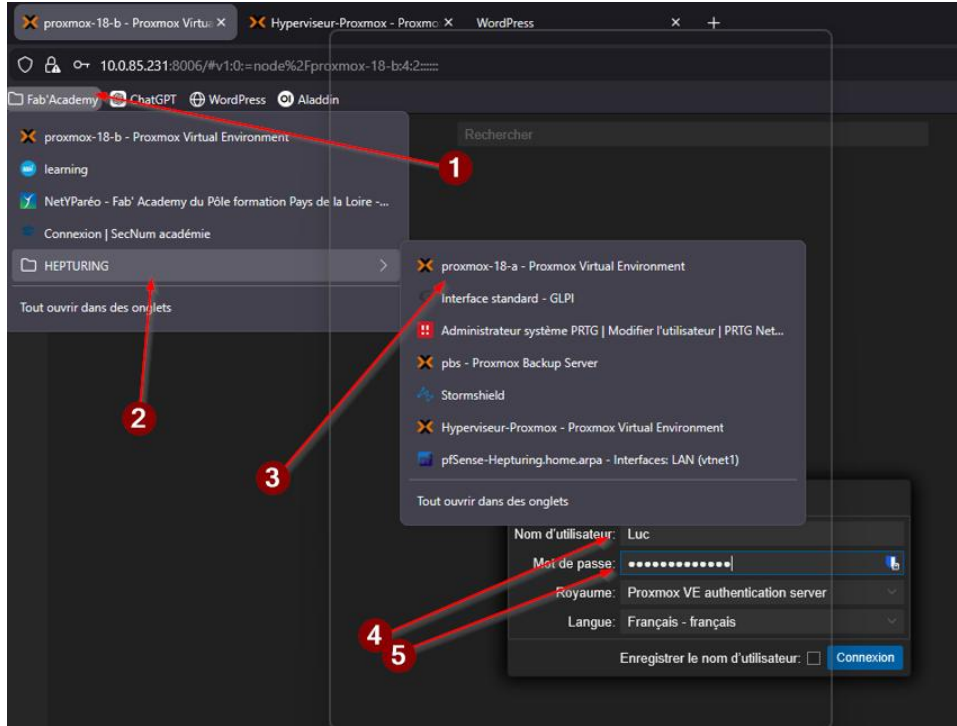 proxmox-18-b - Proxmox Virtu
Hyperviseur-Proxmox - Proxmo
WordPress
10.0.85.231:8006/#v1:0:=node%2Fproxmox-18-b:4:2::::::
Fab'Academy ChatGPT WordPress Aladdin
proxmox-18-b - Proxmox Virtual Environment
Rechercher
1
learning
NetYParéo - Fab' Academy du Pôle formation Pays de la Loire -...
Connexion | SecNum académie
HEPTURING
Tout ouvrir dans des onglets
2
proxmox-18-a - Proxmox Virtual Environment
Interface standard - GLPI
Administrateur système PRTG | Modifier l'utilisateur | PRTG Net...
pbs - Proxmox Backup Server
Stormshield
Hyperviseur-Proxmox - Proxmox Virtual Environment
pfSense-Hepturing.home.arpa - Interfaces: LAN (vtnet1)
Tout ouvrir dans des onglets
3
Nom d'utilisateur: Luc
Mot de passe: ●●●●●●●●●●●●●
Royaume: Proxmox VE authentication server
Langue: Français - français
4
5
Enregistrer le nom d'utilisateur: Connexion